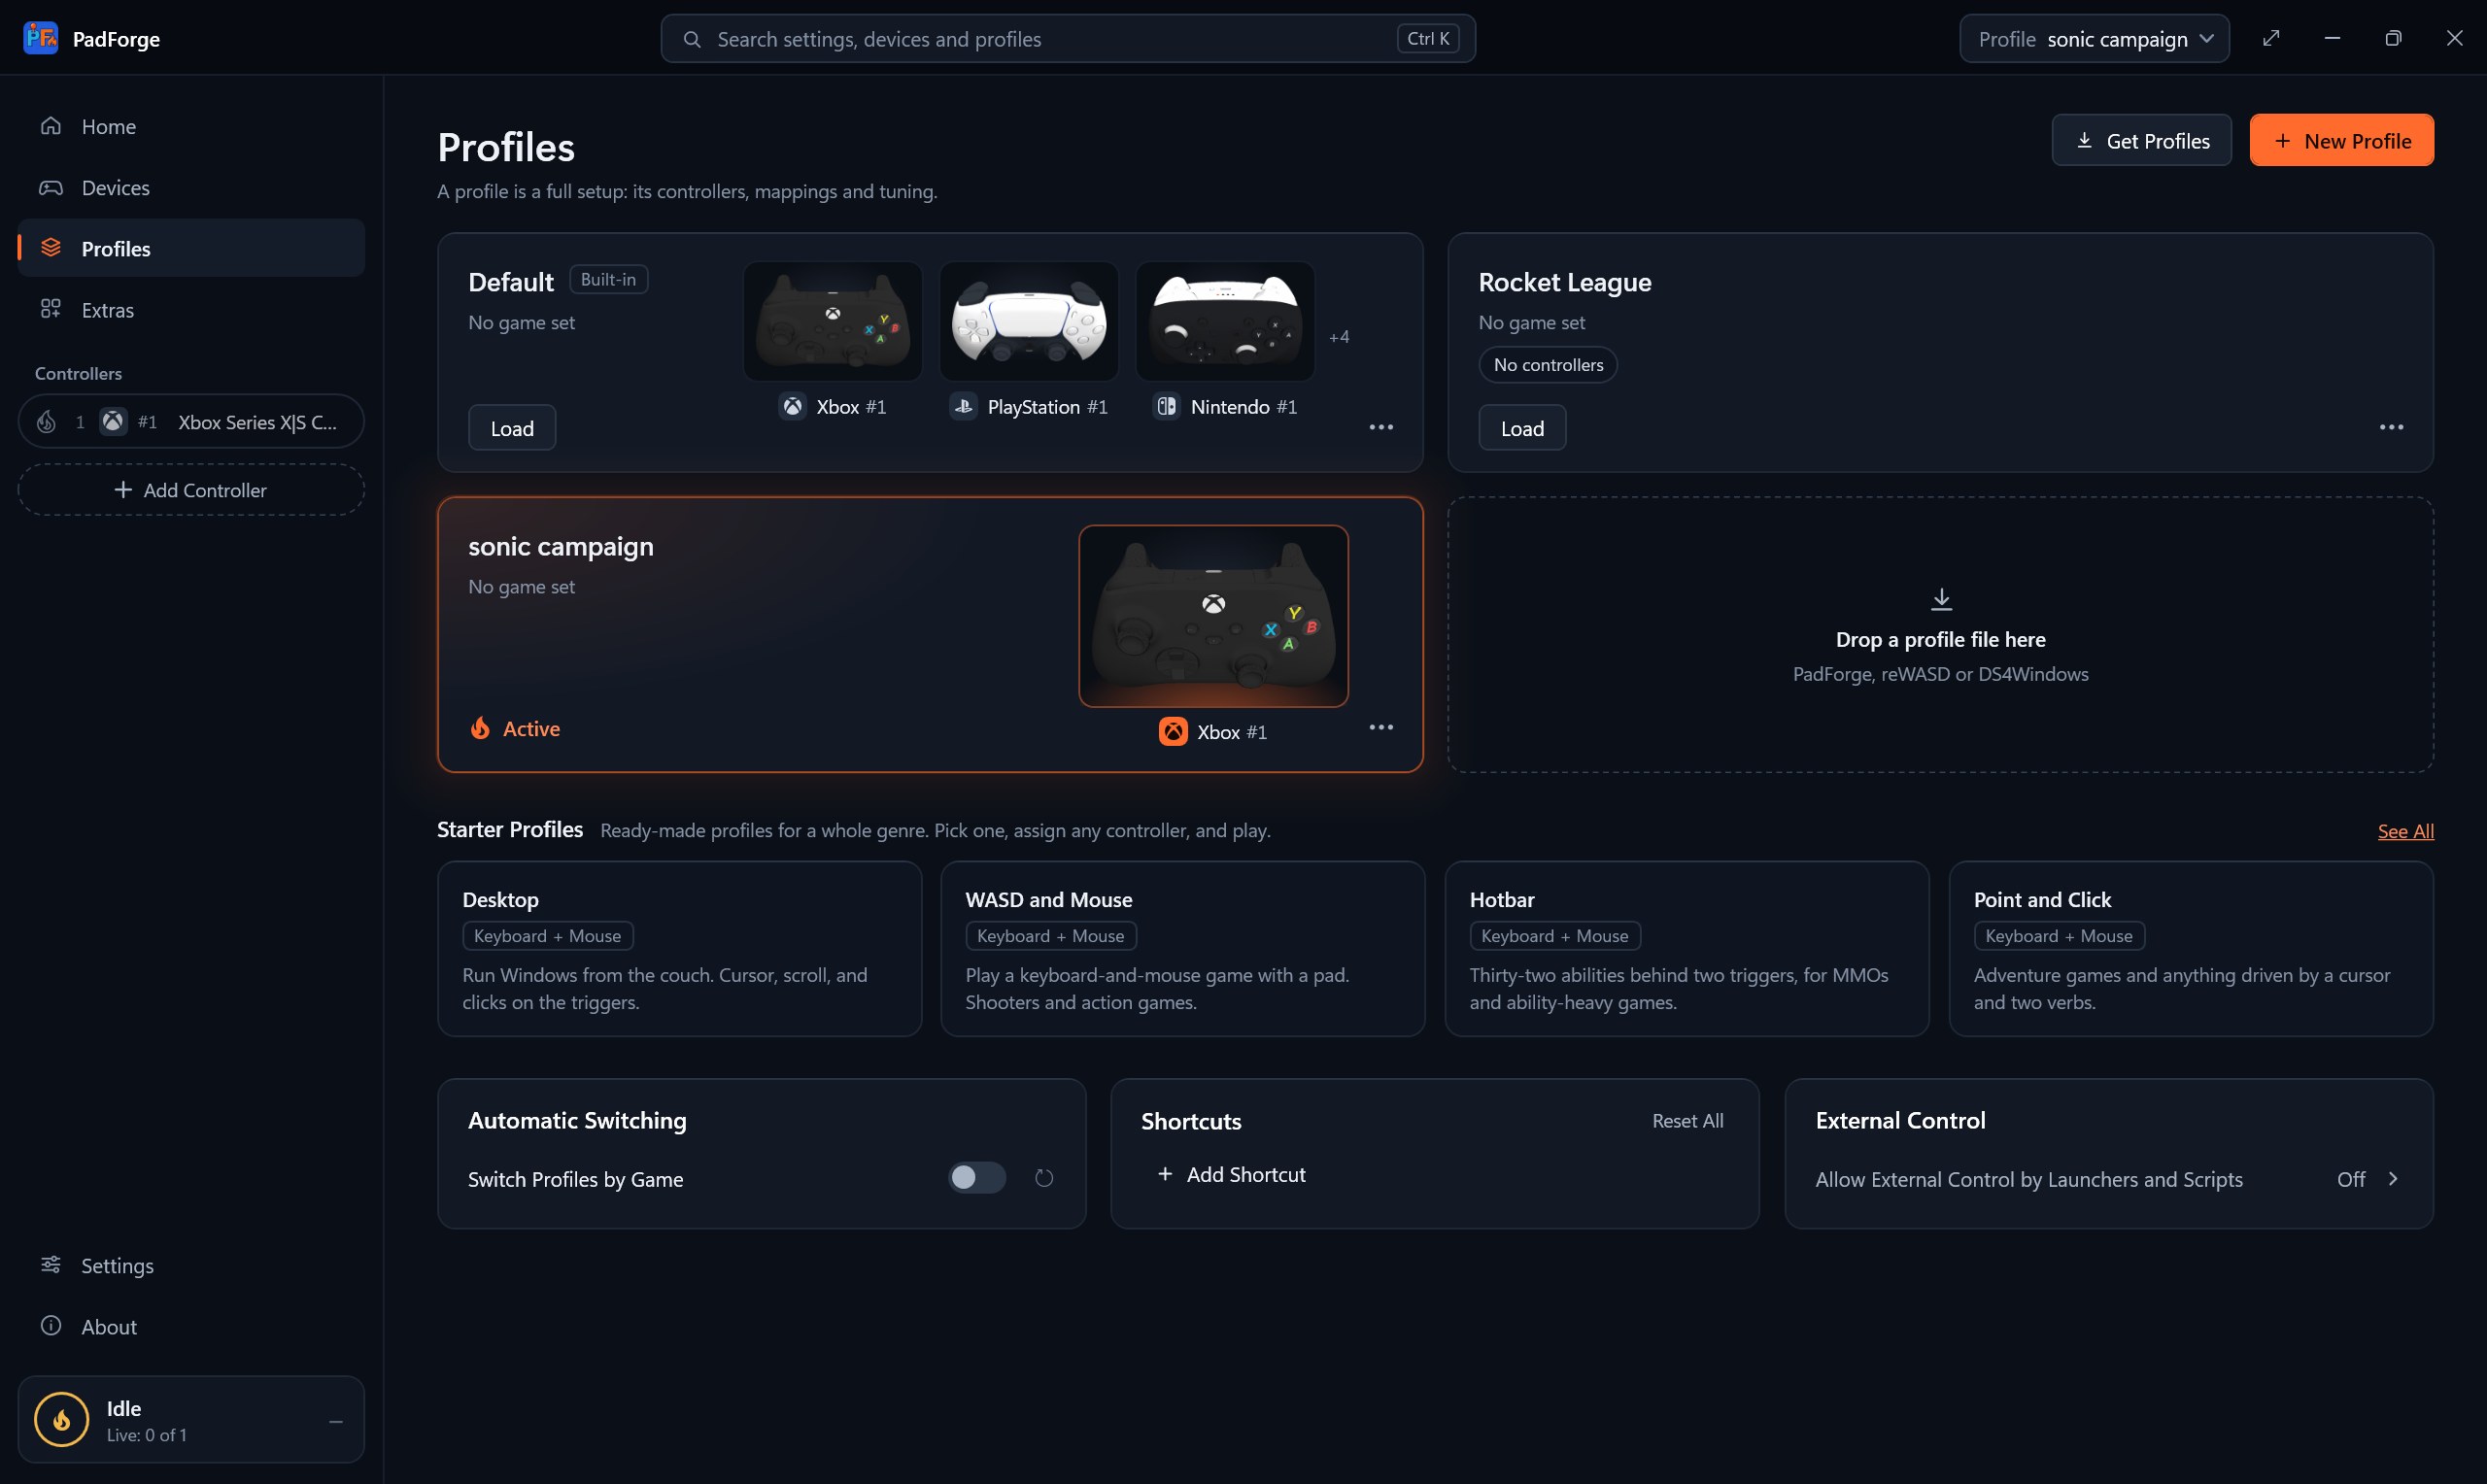 PadForge
Search settings, devices and profiles
Ctrl K
Profile sonic campaign
Home
Devices
Profiles
Extras
Controllers
1 #1 Xbox Series X|S C...
+ Add Controller
Settings
About
Idle
Live: 0 of 1
Profiles
A profile is a full setup: its controllers, mappings and tuning.
Get Profiles
+ New Profile
Default Built-in
No game set
+4
Xbox #1
PlayStation #1
Nintendo #1
Load
Rocket League
No game set
No controllers
Load
sonic campaign
No game set
Y
X B
A
Active
Xbox #1
Drop a profile file here
PadForge, reWASD or DS4Windows
Starter Profiles Ready-made profiles for a whole genre. Pick one, assign any controller, and play.
See All
Desktop
Keyboard + Mouse
Run Windows from the couch. Cursor, scroll, and
clicks on the triggers.
WASD and Mouse
Keyboard + Mouse
Play a keyboard-and-mouse game with a pad.
Shooters and action games.
Hotbar
Keyboard + Mouse
Thirty-two abilities behind two triggers, for MMOs
and ability-heavy games.
Point and Click
Keyboard + Mouse
Adventure games and anything driven by a cursor
and two verbs.
Automatic Switching
Switch Profiles by Game
Shortcuts
Reset All
+ Add Shortcut
External Control
Allow External Control by Launchers and Scripts
Off